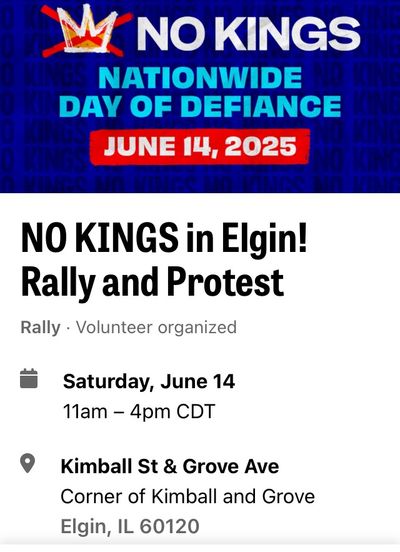 NO KINGS
NATIONWIDE
DAY OF DEFIANCE
JUNE 14, 2025
NO KINGS in Elgin!
Rally and Protest
Rally · Volunteer organized
Saturday, June 14
11am – 4pm CDT
Kimball St & Grove Ave
Corner of Kimball and Grove
Elgin, IL 60120